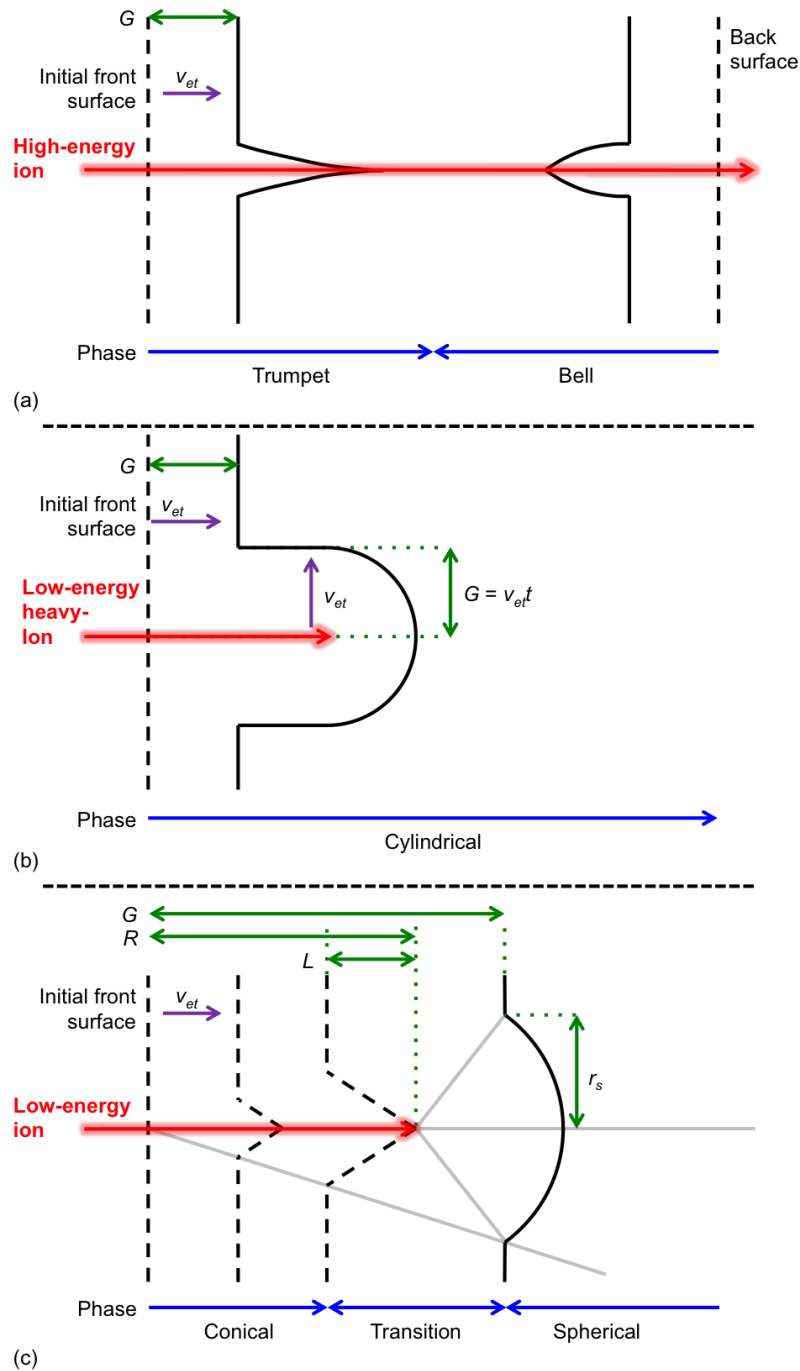 G
Back
surface
Initial front
surface
v_et
High-energy
ion
Phase
Trumpet
Bell
(a)
G
Initial front
surface
v_et
v_et
G = v_et t
Low-energy
heavy-
Ion
Phase
Cylindrical
(b)
G
R
L
Initial front
surface
v_et
r_s
Low-energy
ion
Phase
Conical
Transition
Spherical
(c)